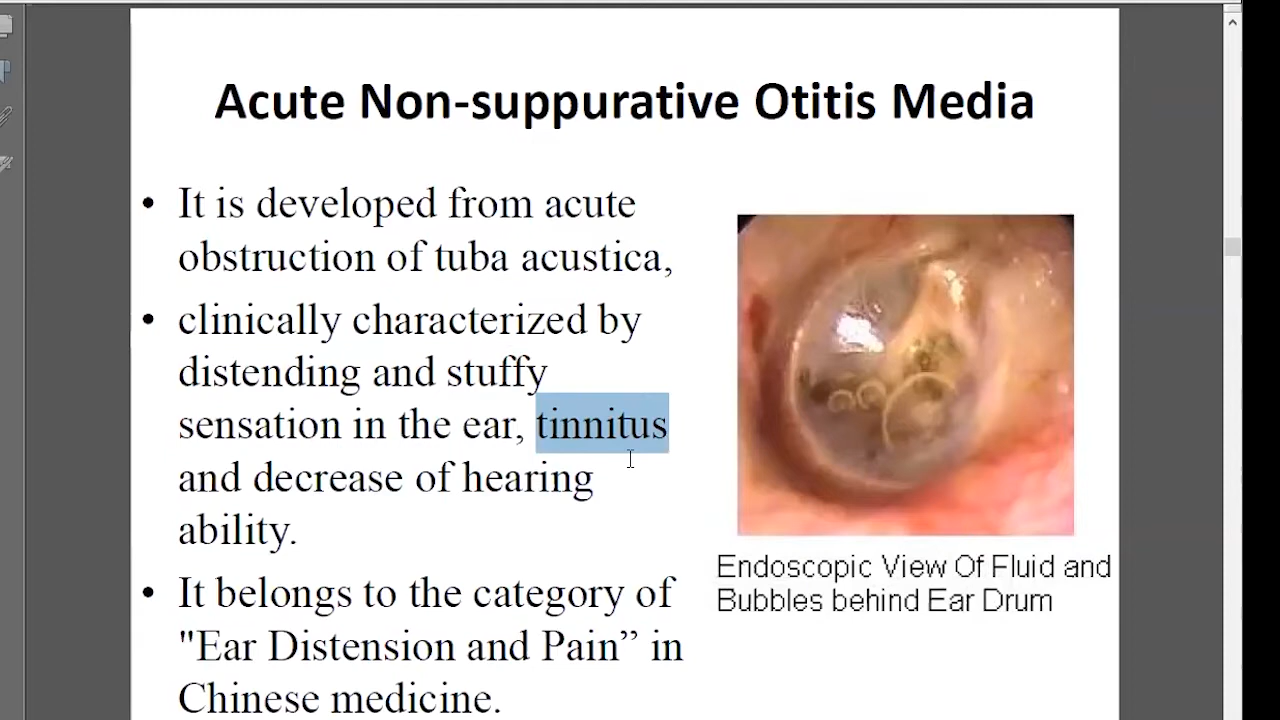 Acute Non-suppurative Otitis Media
• It is developed from acute
obstruction of tuba acustica,
• clinically characterized by
distending and stuffy
sensation in the ear, tinnitus
and decrease of hearing
ability.
• It belongs to the category of
"Ear Distension and Pain” in
Chinese medicine.
Endoscopic View Of Fluid and
Bubbles behind Ear Drum